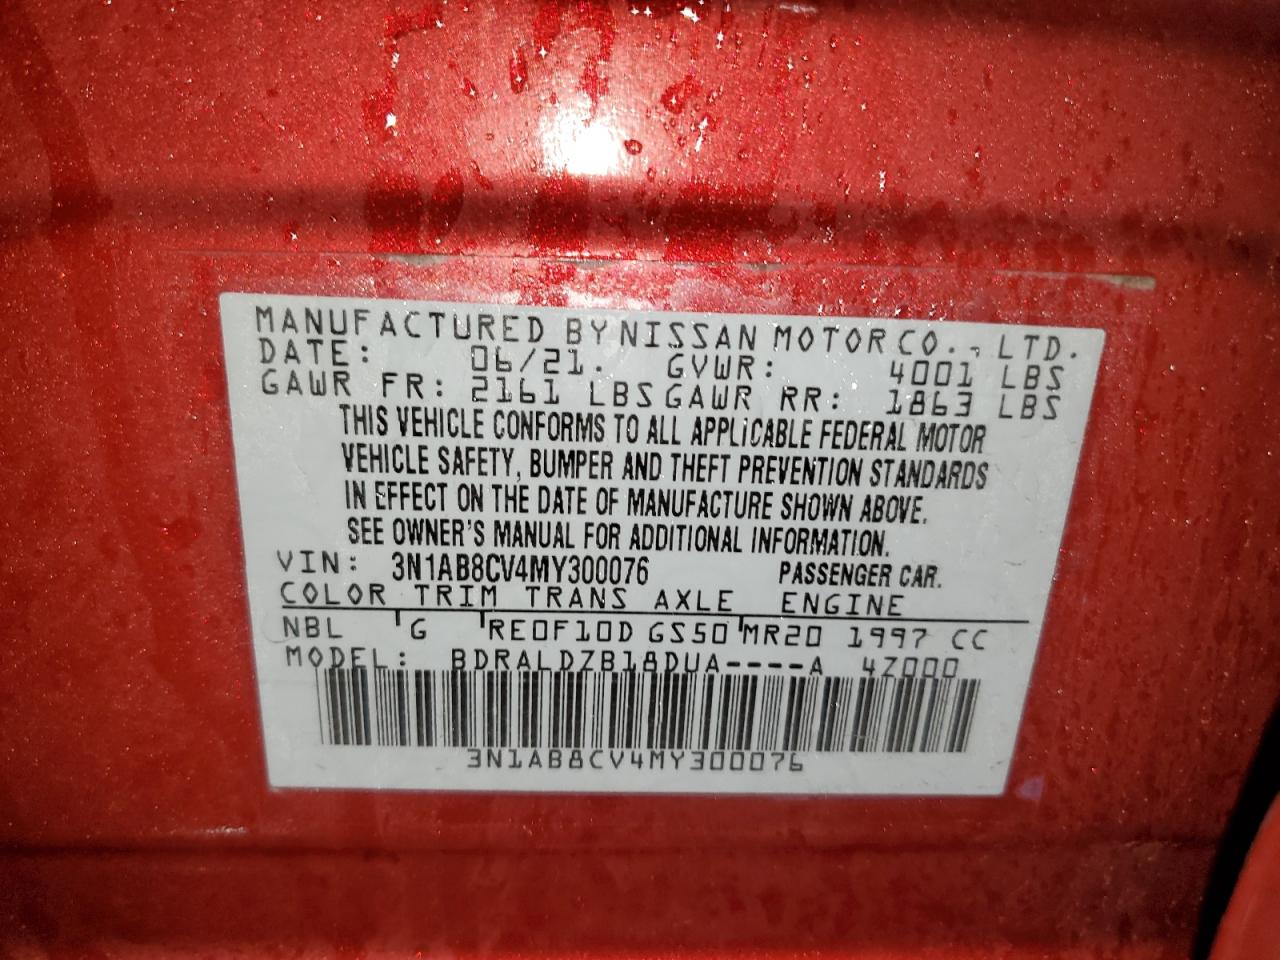 MANUFACTURED BY NISSAN MOTOR CO., LTD.
DATE: 06/21. GVWR: 4001 LBS
GAWR FR: 2161 LBS GAWR RR: 1863 LBS
THIS VEHICLE CONFORMS TO ALL APPLICABLE FEDERAL MOTOR
VEHICLE SAFETY, BUMPER AND THEFT PREVENTION STANDARDS
IN EFFECT ON THE DATE OF MANUFACTURE SHOWN ABOVE.
SEE OWNER'S MANUAL FOR ADDITIONAL INFORMATION.
VIN: 3N1AB8CV4MY300076 PASSENGER CAR.
COLOR TRIM TRANS AXLE ENGINE
NBL G RE0F10D GS50 MR20 1997 CC
MODEL: BDRALDZB18DUA----A 4Z000
3N1AB8CV4MY300076